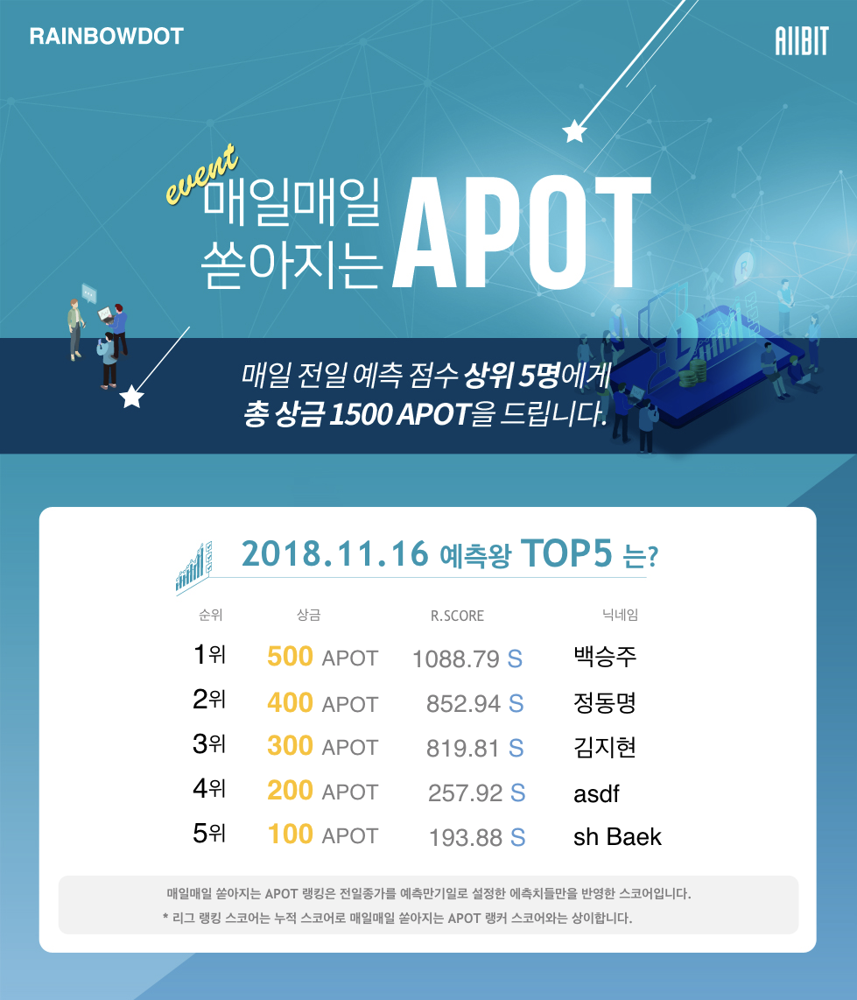 RAINBOWDOT
AIIBIT
event
매일매일
쏟아지는 APOT
R
매일 전일 예측 점수 상위 5명에게
총 상금 1500 APOT을 드립니다.
2018.11.16 예측왕 TOP5 는?
순위 상금 R.SCORE 닉네임
1위 500 APOT 1088.79 S 백승주
2위 400 APOT 852.94 S 정동명
3위 300 APOT 819.81 S 김지현
4위 200 APOT 257.92 S asdf
5위 100 APOT 193.88 S sh Baek
매일매일 쏟아지는 APOT 랭킹은 전일종가를 예측만기일로 설정한 에측치들만을 반영한 스코어입니다.
* 리그 랭킹 스코어는 누적 스코어로 매일매일 쏟아지는 APOT 랭커 스코어와는 상이합니다.